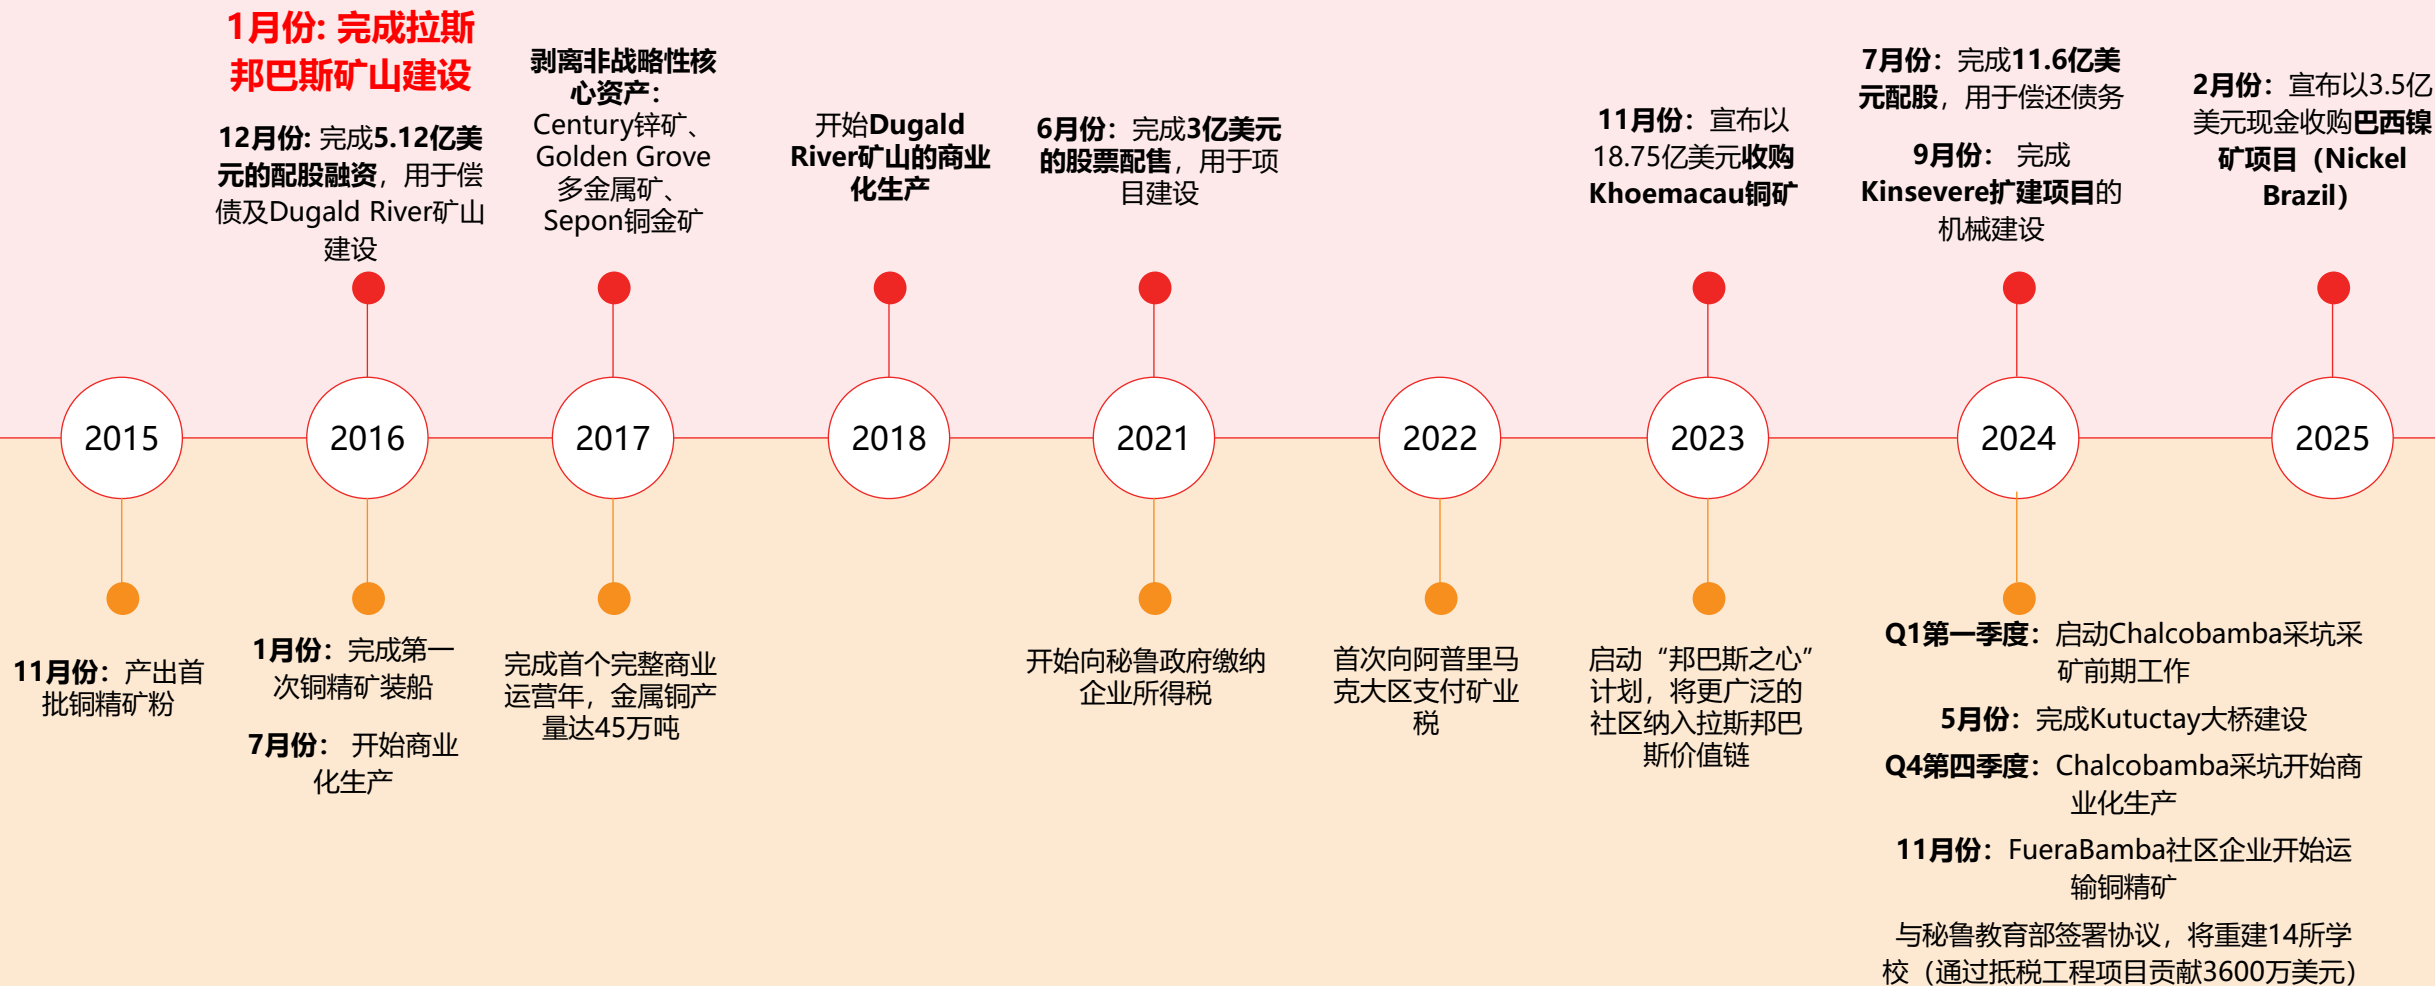 1月份: 完成拉斯
邦巴斯矿山建设
12月份: 完成5.12亿美
元的配股融资，用于偿
债及Dugald River矿山
建设
剥离非战略性核
心资产：
Century锌矿、
Golden Grove
多金属矿、
Sepon铜金矿
开始Dugald
River矿山的商业
化生产
6月份：完成3亿美元
的股票配售，用于项
目建设
11月份：宣布以
18.75亿美元收购
Khoemacau铜矿
7月份：完成11.6亿美
元配股，用于偿还债务
9月份： 完成
Kinsevere扩建项目的
机械建设
2月份：宣布以3.5亿
美元现金收购巴西镍
矿项目（Nickel
Brazil）
2015
2016
2017
2018
2021
2022
2023
2024
2025
11月份：产出首
批铜精矿粉
1月份：完成第一
次铜精矿装船
7月份： 开始商业
化生产
完成首个完整商业
运营年，金属铜产
量达45万吨
开始向秘鲁政府缴纳
企业所得税
首次向阿普里马
克大区支付矿业
税
启动“邦巴斯之心”
计划，将更广泛的
社区纳入拉斯邦巴
斯价值链
Q1第一季度：启动Chalcobamba采坑采
矿前期工作
5月份：完成Kutuctay大桥建设
Q4第四季度：Chalcobamba采坑开始商
业化生产
11月份：FueraBamba社区企业开始运
输铜精矿
与秘鲁教育部签署协议，将重建14所学
校（通过抵税工程项目贡献3600万美元）